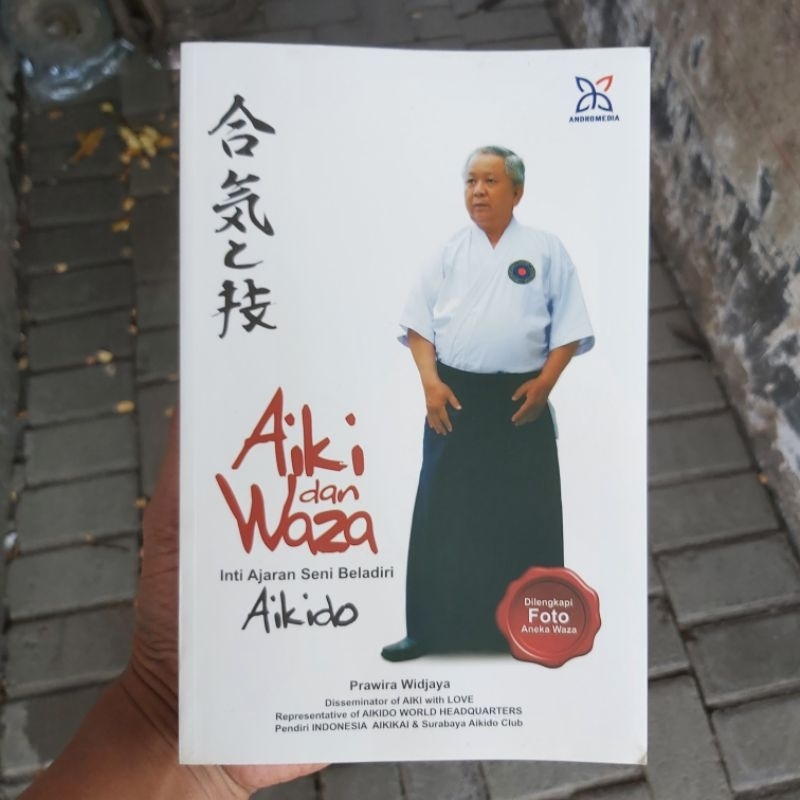 合気と技
ANDROMEDIA
Aiki
dan
Waza
Inti Ajaran Seni Beladiri
Aikido
Dilengkapi
Foto
Aneka Waza
Prawira Widjaya
Disseminator of AIKI with LOVE
Representative of AIKIDO WORLD HEADQUARTERS
Pendiri INDONESIA AIKIKAI & Surabaya Aikido Club